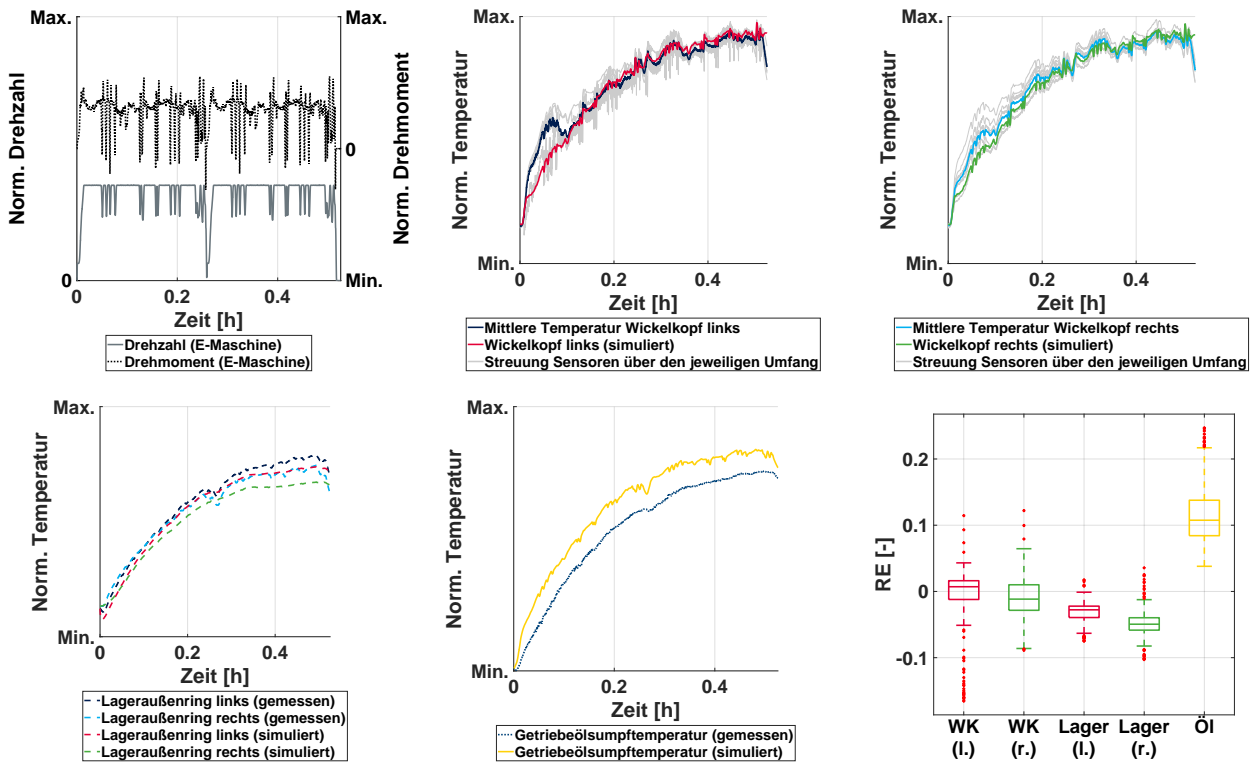 Max.
Max.
Norm. Drehzahl
0
Norm. Drehmoment
0
Min.
0
0.2
0.4
Zeit [h]
Drehzahl (E-Maschine)
Drehmoment (E-Maschine)
Max.
Norm. Temperatur
Min.
0
0.2
0.4
Zeit [h]
Mittlere Temperatur Wickelkopf links
Wickelkopf links (simuliert)
Streuung Sensoren über den jeweiligen Umfang
Max.
Norm. Temperatur
Min.
0
0.2
0.4
Zeit [h]
Mittlere Temperatur Wickelkopf rechts
Wickelkopf rechts (simuliert)
Streuung Sensoren über den jeweiligen Umfang
Max.
Norm. Temperatur
Min.
0
0.2
0.4
Zeit [h]
Lageraußenring links (gemessen)
Lageraußenring rechts (gemessen)
Lageraußenring links (simuliert)
Lageraußenring rechts (simuliert)
Max.
Norm. Temperatur
Min.
0
0.2
0.4
Zeit [h]
Getriebeölsumpftemperatur (gemessen)
Getriebeölsumpftemperatur (simuliert)
0.2
0.1
0
-0.1
RE [-]
WK WK Lager Lager Öl
(l.) (r.) (l.) (r.)